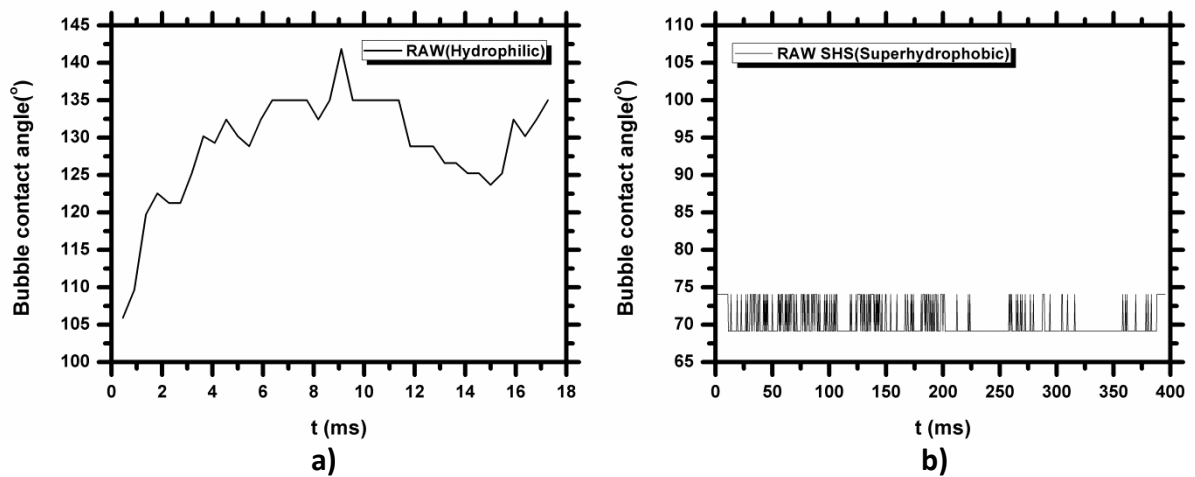 145
140
135
130
125
120
115
110
105
100
Bubble contact angle(°)
RAW(Hydrophilic)
0 2 4 6 8 10 12 14 16 18
t (ms)
a)
110
105
100
95
90
85
80
75
70
65
Bubble contact angle(°)
RAW SHS(Superhydrophobic)
0 50 100 150 200 250 300 350 400
t (ms)
b)